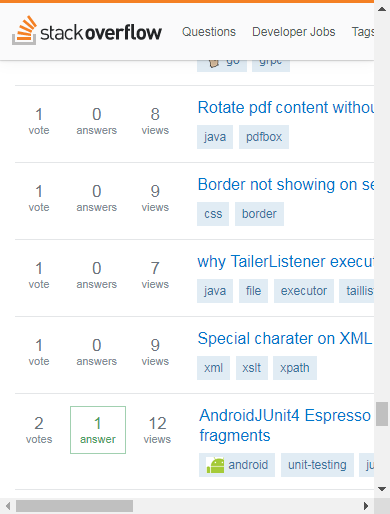 stackoverflow Questions Developer Jobs Tags
go grpc
1 0 8 Rotate pdf content withou
vote answers views
java pdfbox
1 0 9 Border not showing on se
vote answers views
css border
1 0 7 why TailerListener execut
vote answers views
java file executor taillist
1 0 9 Special charater on XML
vote answers views
xml xslt xpath
2 1 12 AndroidJUnit4 Espresso
votes answer views
fragments
android unit-testing ju